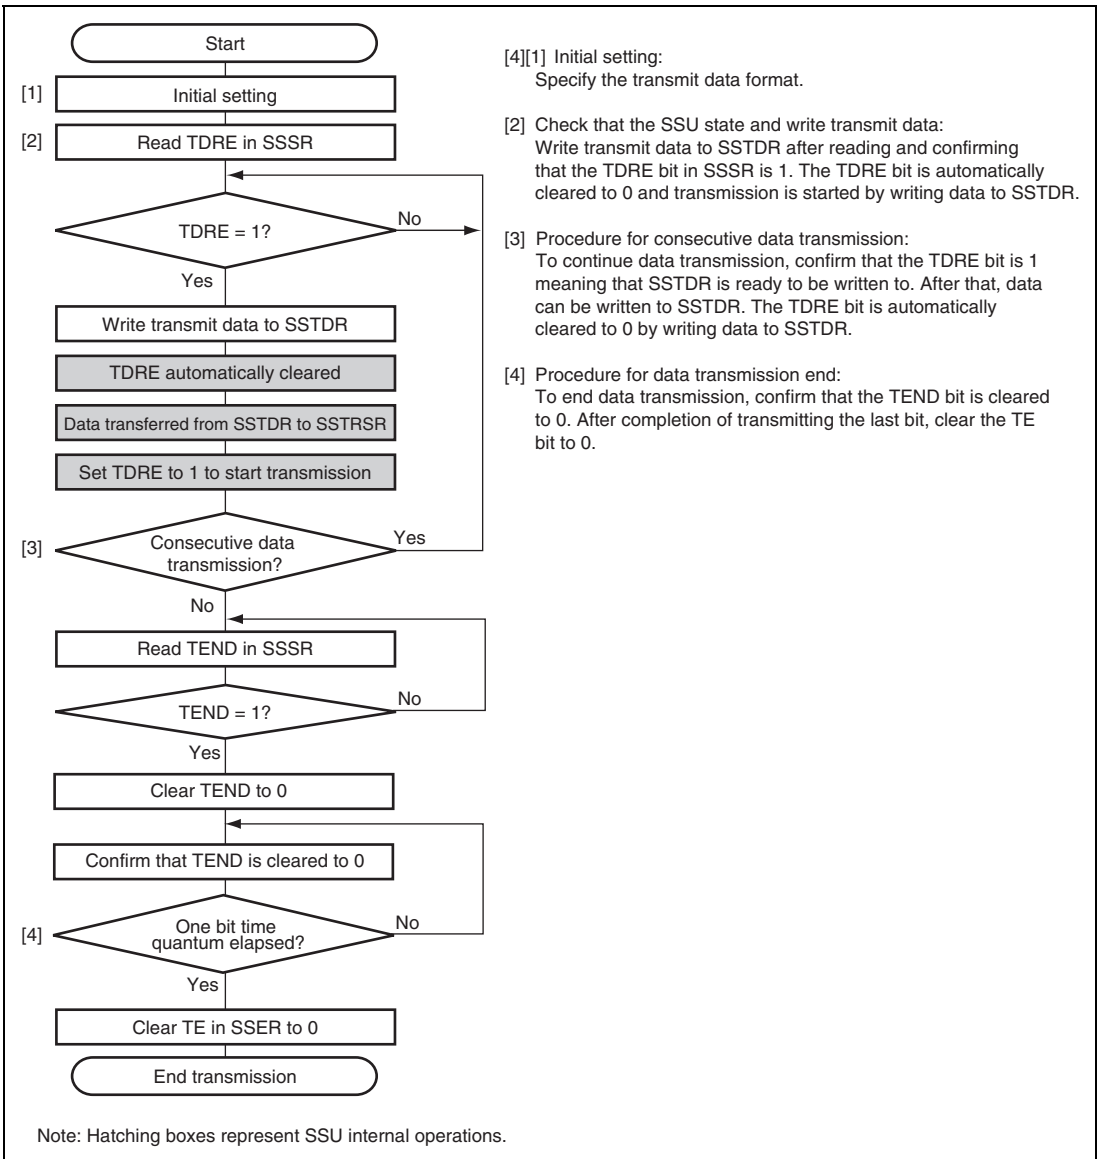 Start
[1] Initial setting
[2] Read TDRE in SSSR
TDRE = 1?
No
Yes
Write transmit data to SSTDR
TDRE automatically cleared
Data transferred from SSTDR to SSTRSR
Set TDRE to 1 to start transmission
[3]
Consecutive data
transmission?
Yes
No
Read TEND in SSSR
TEND = 1?
No
Yes
Clear TEND to 0
Confirm that TEND is cleared to 0
[4]
One bit time
quantum elapsed?
No
Yes
Clear TE in SSER to 0
End transmission
[4][1] Initial setting:
Specify the transmit data format.
[2] Check that the SSU state and write transmit data:
Write transmit data to SSTDR after reading and confirming
that the TDRE bit in SSSR is 1. The TDRE bit is automatically
cleared to 0 and transmission is started by writing data to SSTDR.
[3] Procedure for consecutive data transmission:
To continue data transmission, confirm that the TDRE bit is 1
meaning that SSTDR is ready to be written to. After that, data
can be written to SSTDR. The TDRE bit is automatically
cleared to 0 by writing data to SSTDR.
[4] Procedure for data transmission end:
To end data transmission, confirm that the TEND bit is cleared
to 0. After completion of transmitting the last bit, clear the TE
bit to 0.
Note: Hatching boxes represent SSU internal operations.